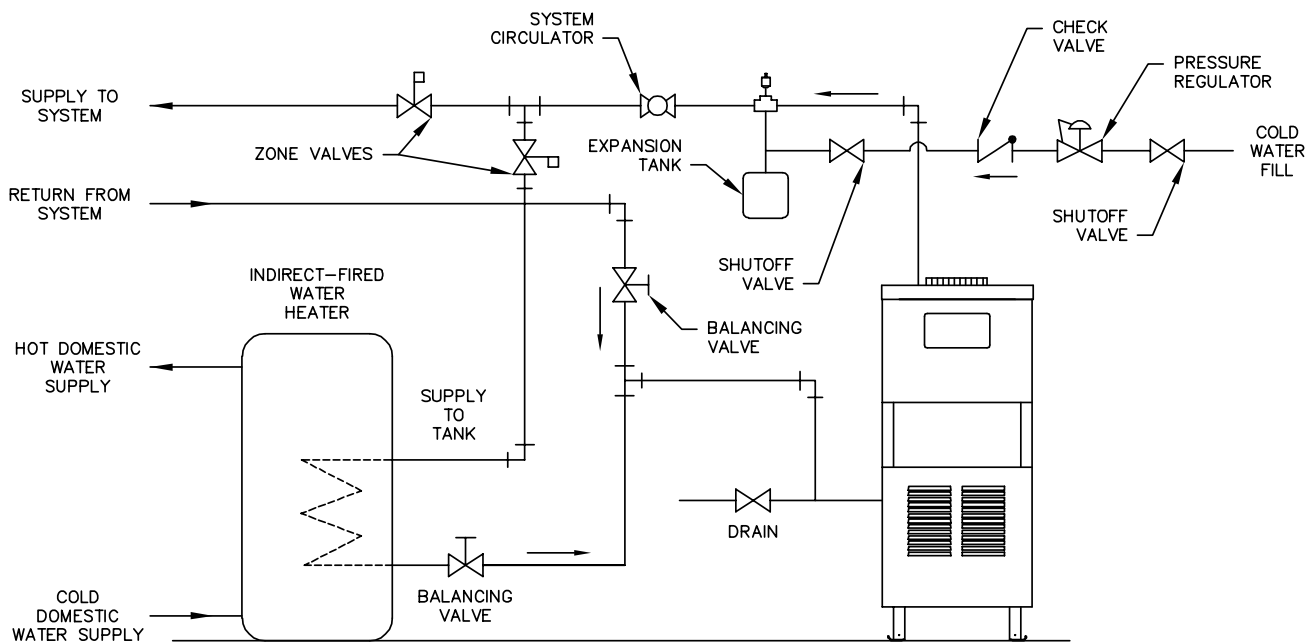 SYSTEM
CIRCULATOR
CHECK
VALVE
PRESSURE
REGULATOR
SUPPLY TO
SYSTEM
ZONE VALVES
EXPANSION
TANK
COLD
WATER
FILL
RETURN FROM
SYSTEM
SHUTOFF
VALVE
SHUTOFF
VALVE
INDIRECT-FIRED
WATER
HEATER
BALANCING
VALVE
HOT DOMESTIC
WATER
SUPPLY
SUPPLY
TO
TANK
DRAIN
BALANCING
VALVE
COLD
DOMESTIC
WATER SUPPLY